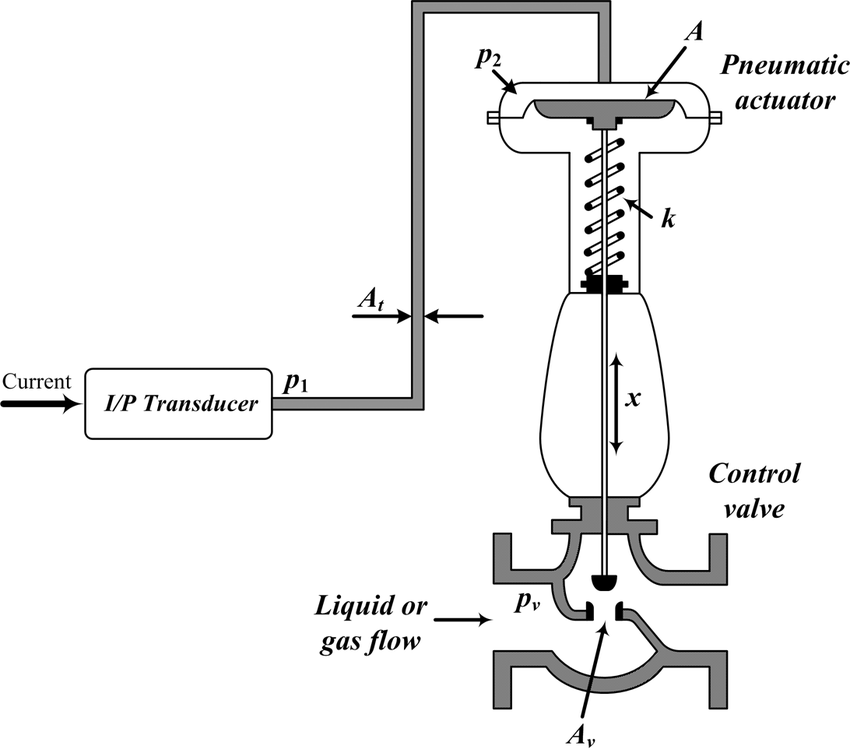 A
p2
Pneumatic
actuator
k
At
Current
p1
I/P Transducer
x
Control
valve
pv
Liquid or
gas flow
Av